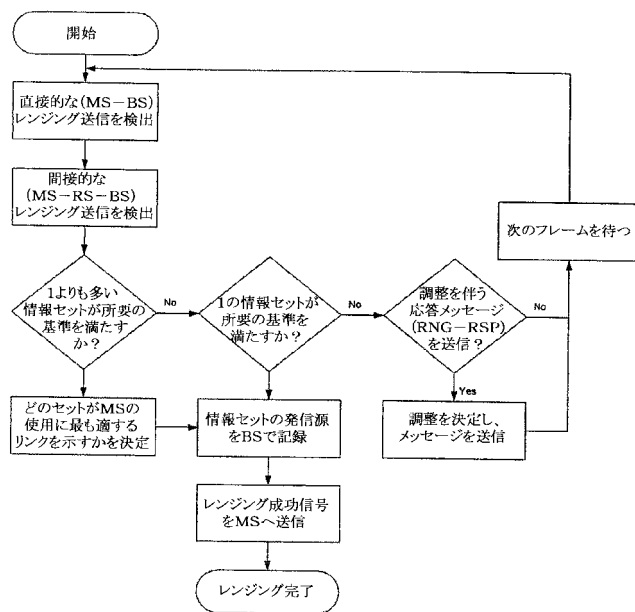 開始
直接的な(MS-BS)
レンジング送信を検出
間接的な
(MS-RS-BS)
レンジング送信を検出
次のフレームを待つ
1よりも多い
情報セットが所要の
基準を満たす
か？
No
1の情報セットが
所要の基準を
満たすか？
No
調整を伴う
応答メッセージ
(RNG-RSP)
を送信？
No
Yes
どのセットがMSの
使用に最も適する
リンクを示すかを決定
情報セットの発信源
をBSで記録
調整を決定し、
メッセージを送信
レンジング成功信号
をMSへ送信
レンジング完了